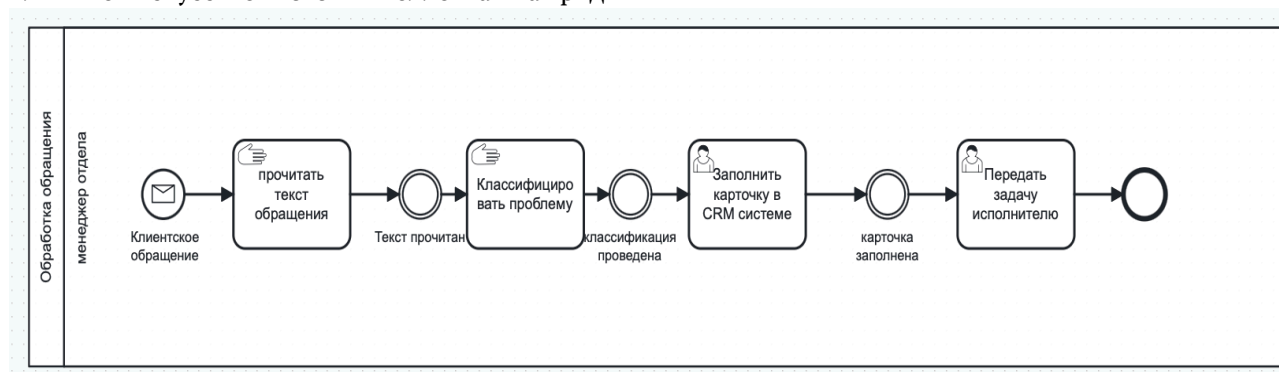 Обработка обращения
менеджер отдела
Клиентское
обращение
прочитать
текст
обращения
Текст прочитан
Классифициро
вать проблему
классификация
проведена
Заполнить
карточку в
CRM системе
карточка
заполнена
Передать
задачу
исполнителю